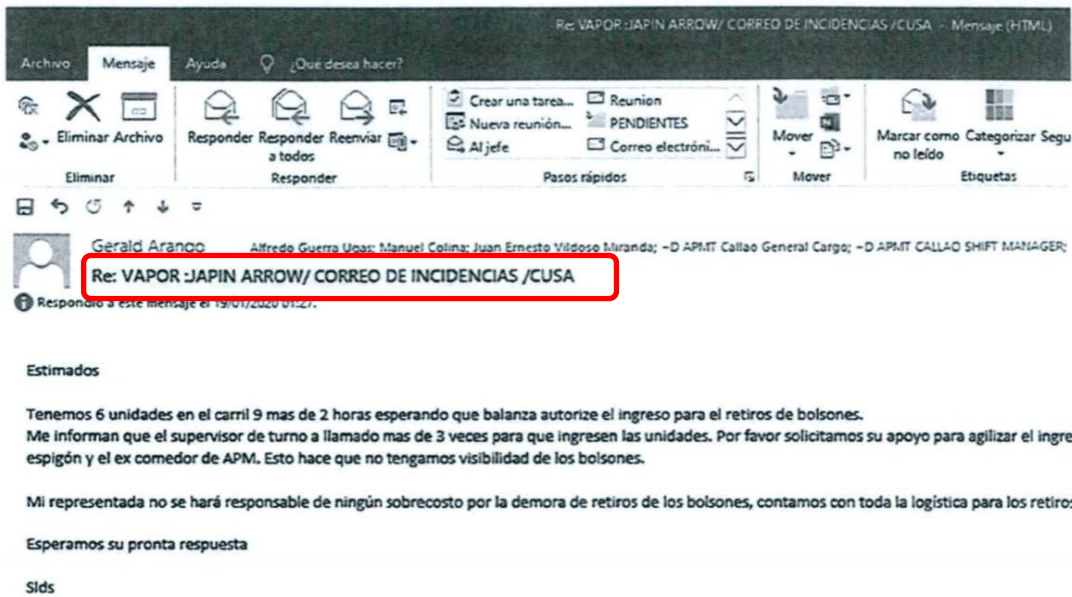 Re: VAPOR :JAPIN ARROW/ CORREO DE INCIDENCIAS /CUSA - Mensaje (HTML)
Archivo Mensaje Ayuda ¿Qué desea hacer?
Eliminar Archivo
Responder Responder a todos Reenviar
Crear una tarea... Reunion
Nueva reunión... PENDIENTES
Al jefe Correo electróni...
Mover
Marcar como no leído Categorizar Segu
Eliminar Responder Pasos rápidos Mover Etiquetas
Gerald Arango Alfredo Guerra Ugas; Manuel Colina; Juan Ernesto Vildoso Miranda; ~D APMT Callao General Cargo; ~D APMT CALLAO SHIFT MANAGER;
Re: VAPOR :JAPIN ARROW/ CORREO DE INCIDENCIAS /CUSA
Respondió a este mensaje el 19/01/2020 01:27.
Estimados
Tenemos 6 unidades en el carril 9 mas de 2 horas esperando que balanza autorize el ingreso para el retiros de bolsones.
Me informan que el supervisor de turno a llamado mas de 3 veces para que ingresen las unidades. Por favor solicitamos su apoyo para agilizar el ingre
espigón y el ex comedor de APM. Esto hace que no tengamos visibilidad de los bolsones.
Mi representada no se hará responsable de ningún sobrecosto por la demora de retiros de los bolsones, contamos con toda la logística para los retiros
Esperamos su pronta respuesta
Slds